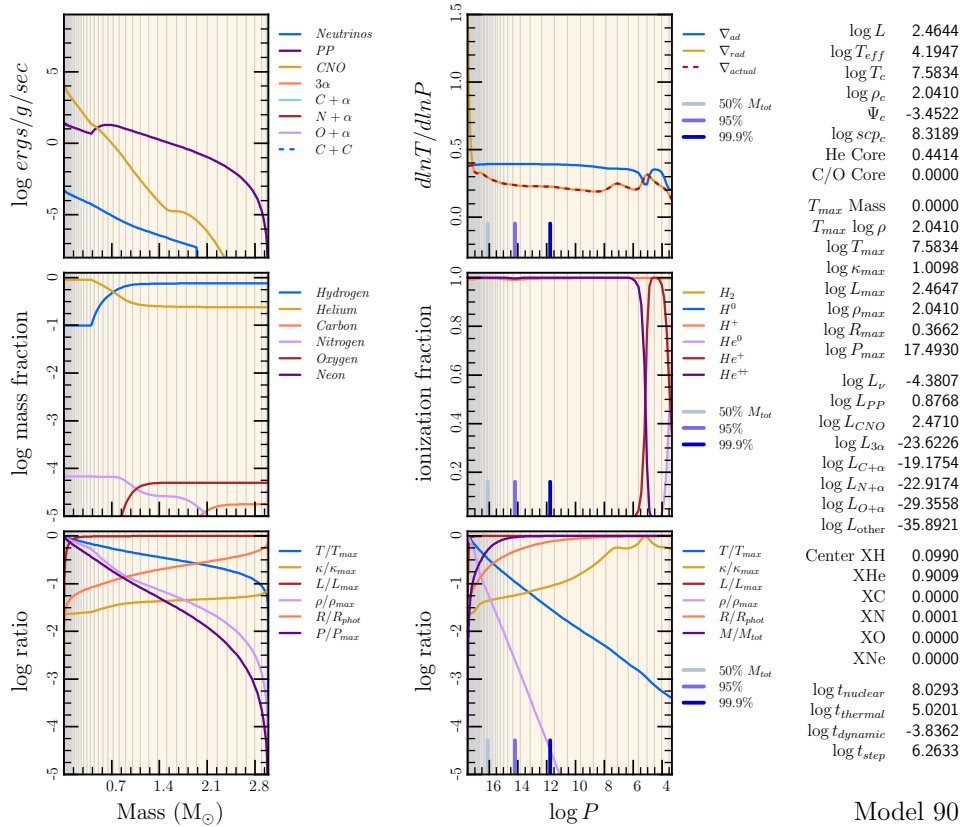 log ergs/g/sec
5
0
-5
Neutrinos
PP
CNO
3α
C + α
N + α
O + α
C + C
dlnT/dlnP
1.5
1.0
0.5
0.0
∇ad
∇rad
∇actual
50% Mtot
95%
99.9%
log mass fraction
0
-1
-2
-3
-4
-5
Hydrogen
Helium
Carbon
Nitrogen
Oxygen
Neon
ionization fraction
1.0
0.8
0.6
0.4
0.2
H2
H⁰
H⁺
He⁰
He⁺
He⁺⁺
50% Mtot
95%
99.9%
log ratio
0
-1
-2
-3
-4
-5
0.7
1.4
2.1
2.8
Mass (M⊙)
T/Tmax
κ/κmax
L/Lmax
ρ/ρmax
R/Rphot
P/Pmax
log ratio
0
-1
-2
-3
-4
-5
16 14 12 10 8 6 4
log P
T/Tmax
κ/κmax
L/Lmax
ρ/ρmax
R/Rphot
M/Mtot
50% Mtot
95%
99.9%
log L 2.4644
log Teff 4.1947
log Tc 7.5834
log ρc 2.0410
Ψc -3.4522
log scpc 8.3189
He Core 0.4414
C/O Core 0.0000
Tmax Mass 0.0000
Tmax log ρ 2.0410
log Tmax 7.5834
log κmax 1.0098
log Lmax 2.4647
log ρmax 2.0410
log Rmax 0.3662
log Pmax 17.4930
log Lν -4.3807
log LPP 0.8768
log LCNO 2.4710
log L3α -23.6226
log LC+α -19.1754
log LN+α -22.9174
log LO+α -29.3558
log Lother -35.8921
Center XH 0.0990
XHe 0.9009
XC 0.0000
XN 0.0001
XO 0.0000
XNe 0.0000
log tnuclear 8.0293
log tthermal 5.0201
log tdynamic -3.8362
log tstep 6.2633
Model 90